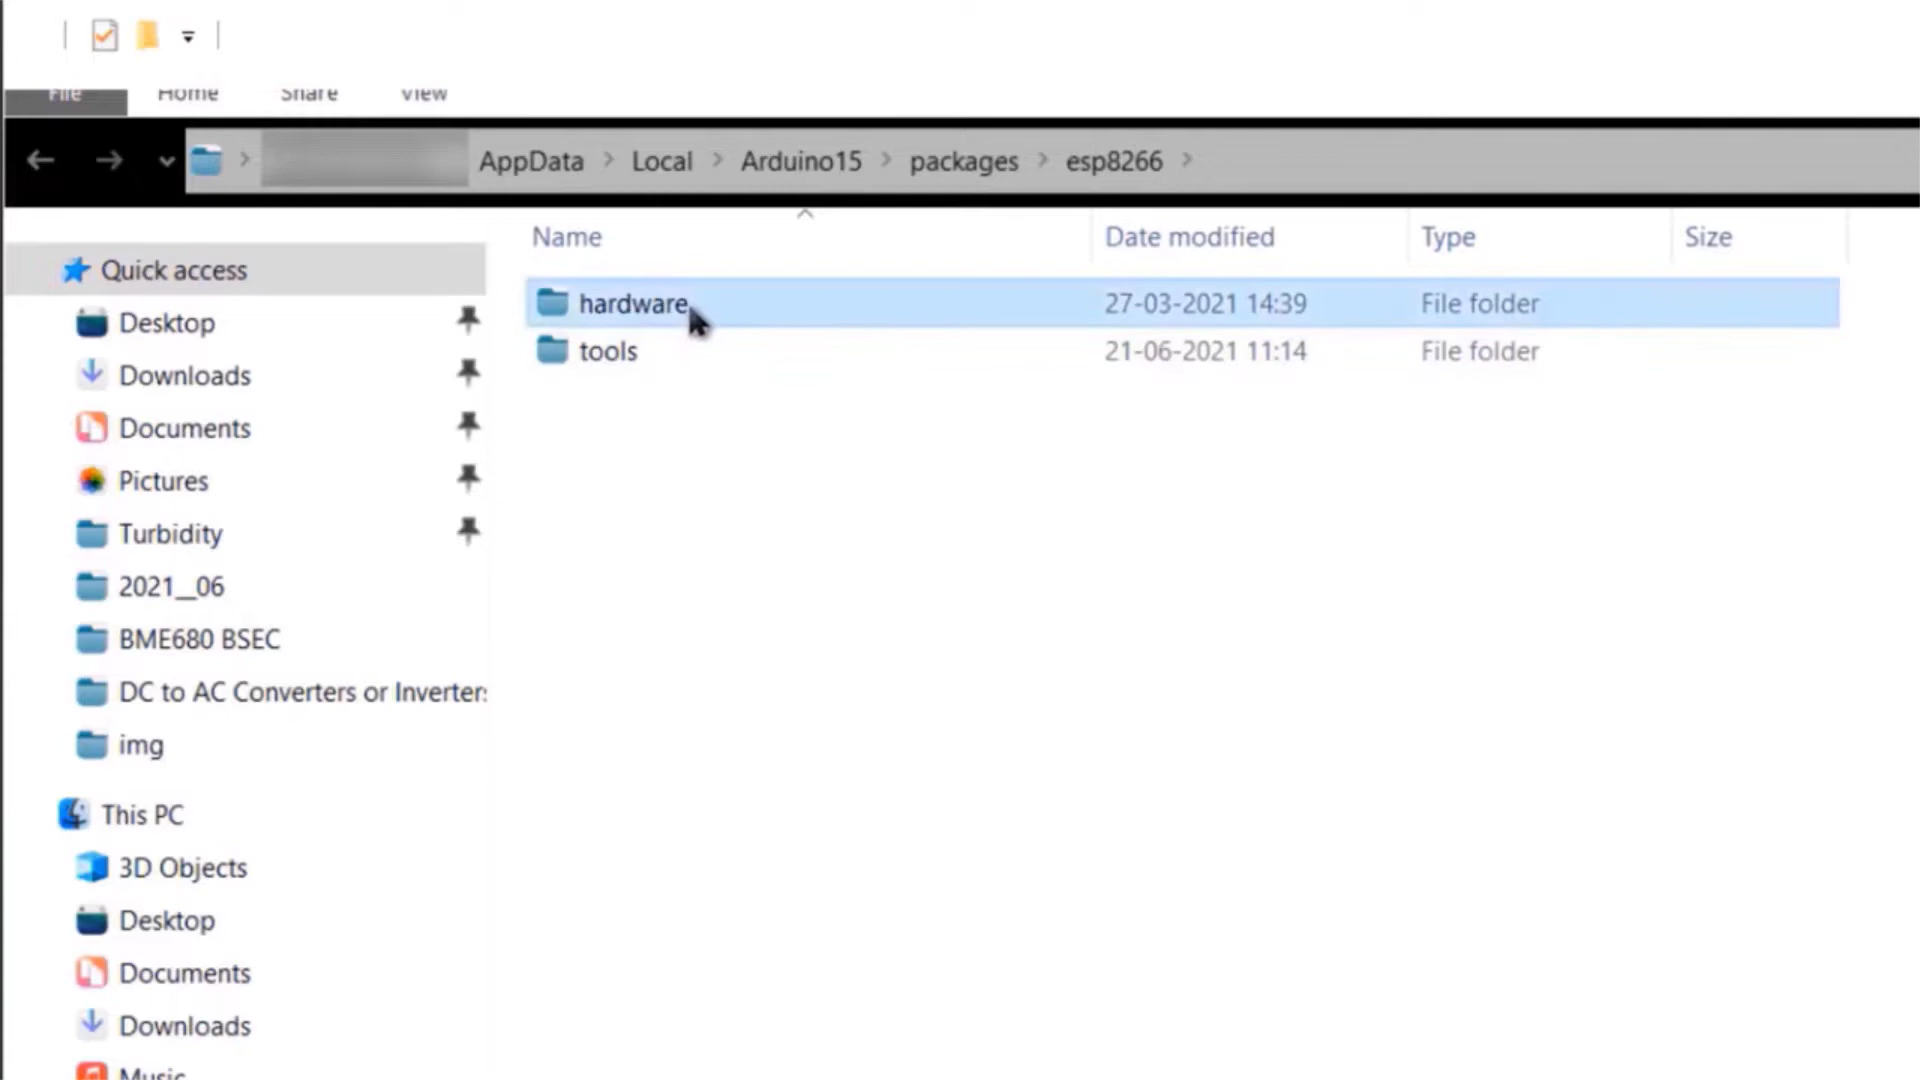 File Home Share View
AppData Local Arduino15 packages esp8266
Name Date modified Type Size
Quick access
hardware 27-03-2021 14:39 File folder
Desktop
tools 21-06-2021 11:14 File folder
Downloads
Documents
Pictures
Turbidity
2021__06
BME680 BSEC
DC to AC Converters or Inverters
img
This PC
3D Objects
Desktop
Documents
Downloads
Music